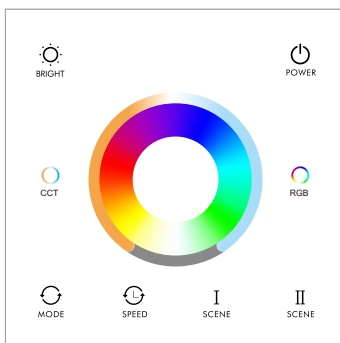 BRIGHT
POWER
CCT
RGB
MODE
SPEED
I
SCENE
II
SCENE